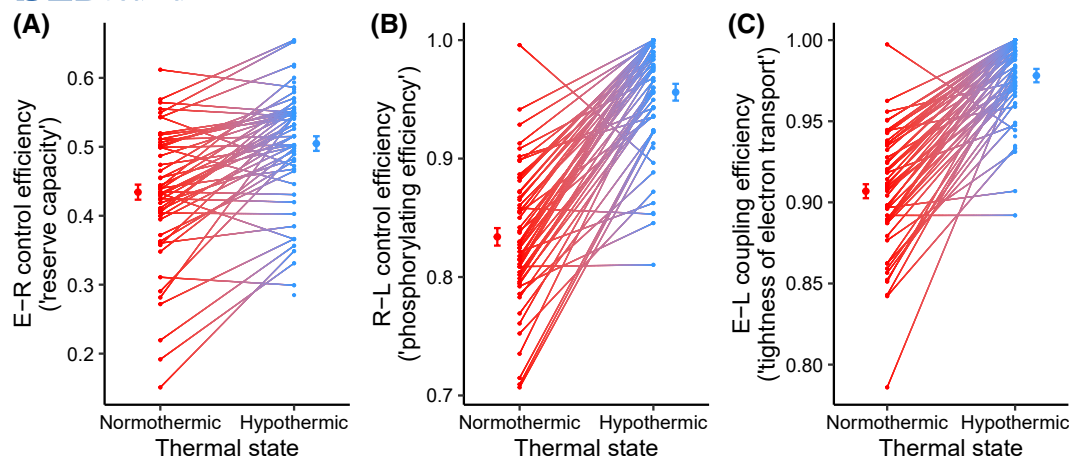 (A)
E−R control efficiency
('reserve capacity')
0.6
0.5
0.4
0.3
0.2
Normothermic Hypothermic
Thermal state
(B)
R−L control efficiency
('phosphorylating efficiency')
1.0
0.9
0.8
0.7
Normothermic Hypothermic
Thermal state
(C)
E−L coupling efficiency
('tightness of electron transport')
1.00
0.95
0.90
0.85
0.80
Normothermic Hypothermic
Thermal state